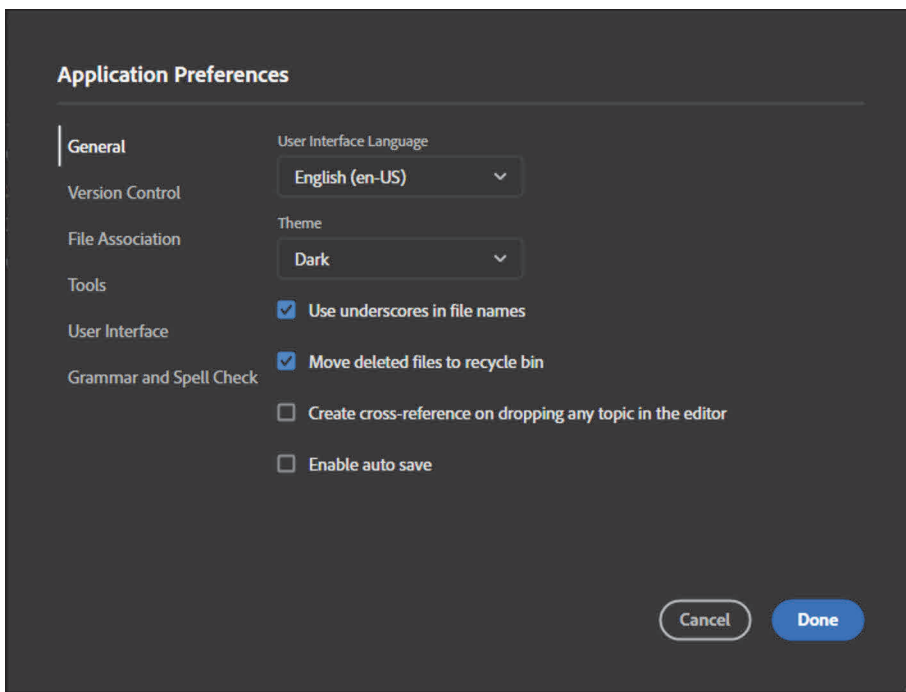 Application Preferences
General
Version Control
File Association
Tools
User Interface
Grammar and Spell Check
User Interface Language
English (en-US)
Theme
Dark
Use underscores in file names
Move deleted files to recycle bin
Create cross-reference on dropping any topic in the editor
Enable auto save
Cancel
Done